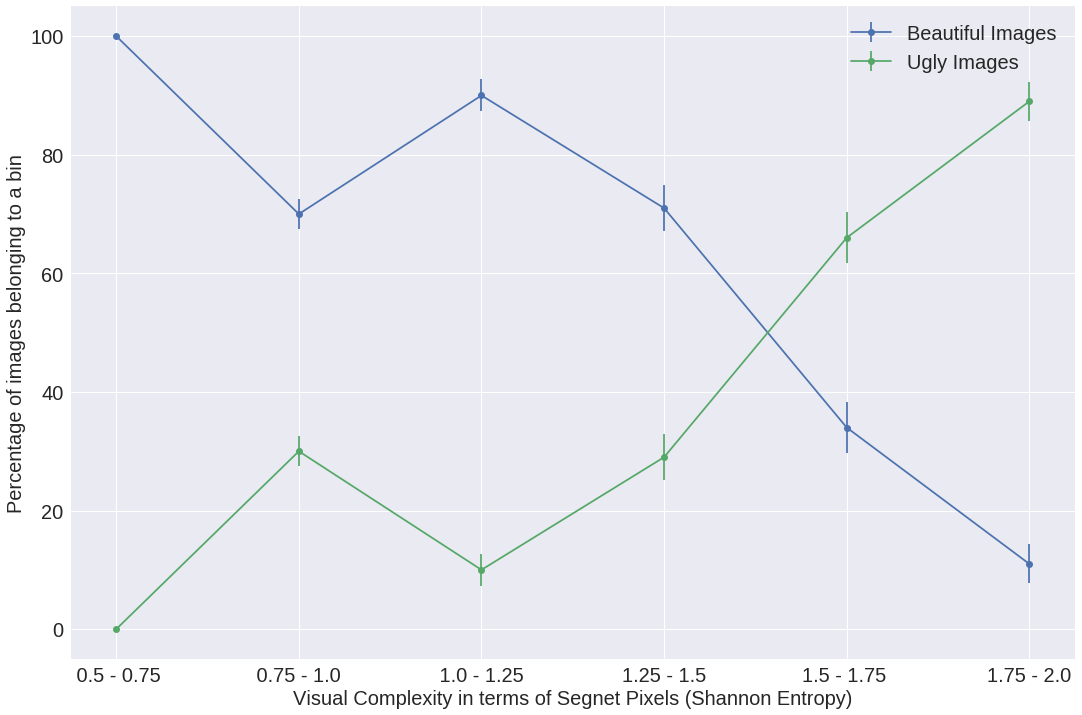 Beautiful Images
Ugly Images
Percentage of images belonging to a bin
100
80
60
40
20
0
0.5 - 0.75
0.75 - 1.0
1.0 - 1.25
1.25 - 1.5
1.5 - 1.75
1.75 - 2.0
Visual Complexity in terms of Segnet Pixels (Shannon Entropy)